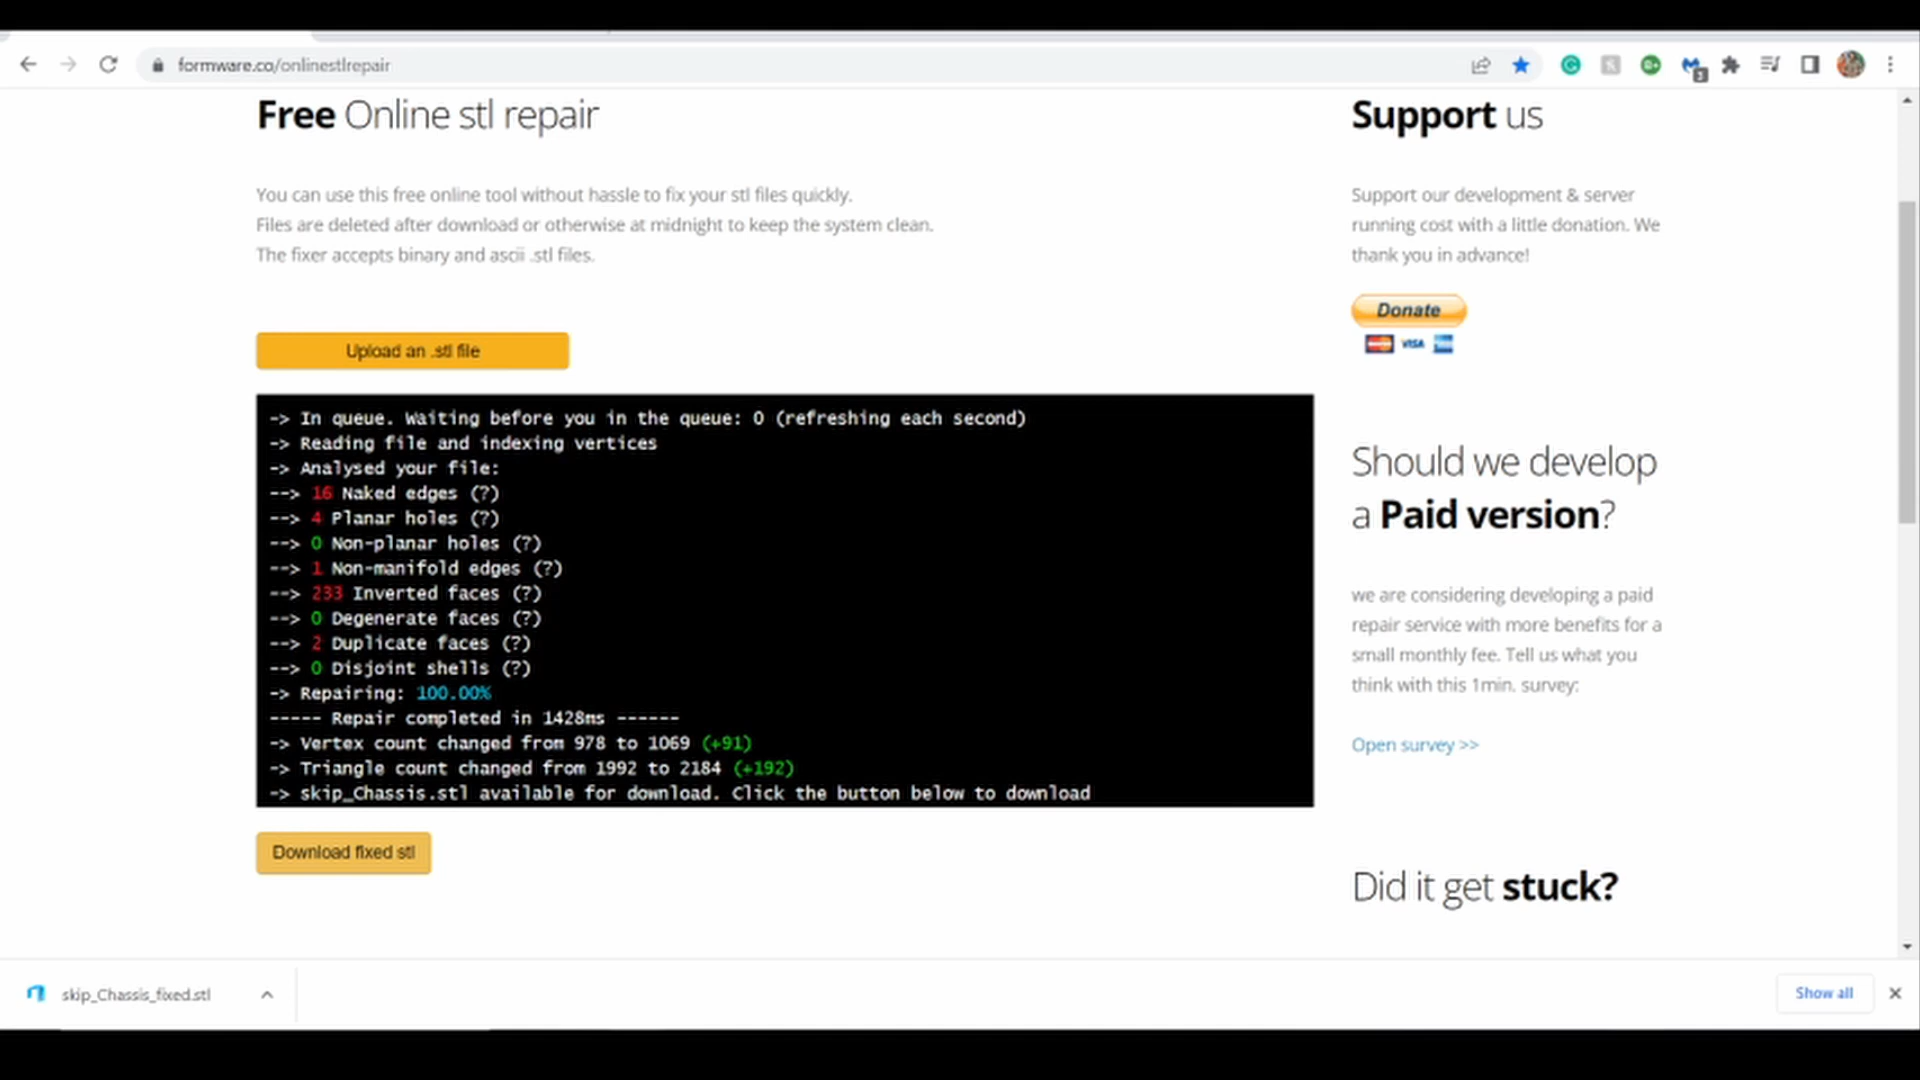 formware.co/onlinestlrepair
3
Free Online stl repair
You can use this free online tool without hassle to fix your stl files quickly.
Files are deleted after download or otherwise at midnight to keep the system clean.
The fixer accepts binary and ascii .stl files.
Upload an .stl file
-> In queue. Waiting before you in the queue: 0 (refreshing each second)
-> Reading file and indexing vertices
-> Analysed your file:
--> 16 Naked edges (?)
--> 4 Planar holes (?)
--> 0 Non-planar holes (?)
--> 1 Non-manifold edges (?)
--> 233 Inverted faces (?)
--> 0 Degenerate faces (?)
--> 2 Duplicate faces (?)
--> 0 Disjoint shells (?)
-> Repairing: 100.00%
----- Repair completed in 1428ms ------
-> Vertex count changed from 978 to 1069 (+91)
-> Triangle count changed from 1992 to 2184 (+192)
-> skip_Chassis.stl available for download. Click the button below to download
Download fixed stl
Support us
Support our development & server
running cost with a little donation. We
thank you in advance!
Donate
VISA
Should we develop
a Paid version?
we are considering developing a paid
repair service with more benefits for a
small monthly fee. Tell us what you
think with this 1min. survey:
Open survey >>
Did it get stuck?
skip_Chassis_fixed.stl
Show all